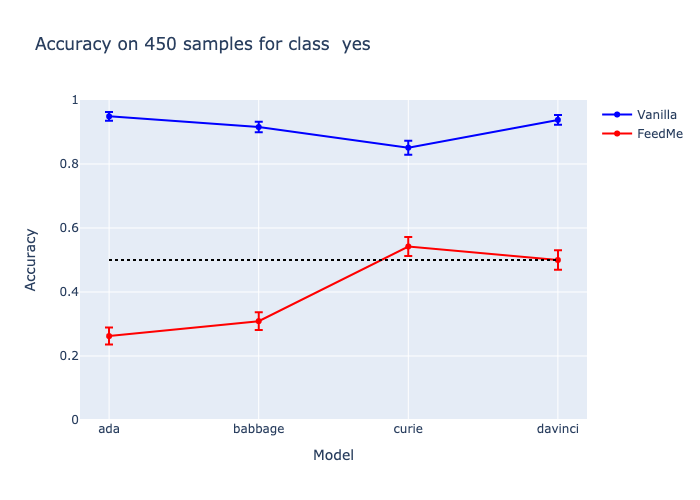 Accuracy on 450 samples for class  yes
1
0.8
0.6
0.4
0.2
0
Accuracy
ada
babbage
curie
davinci
Model
Vanilla
FeedMe